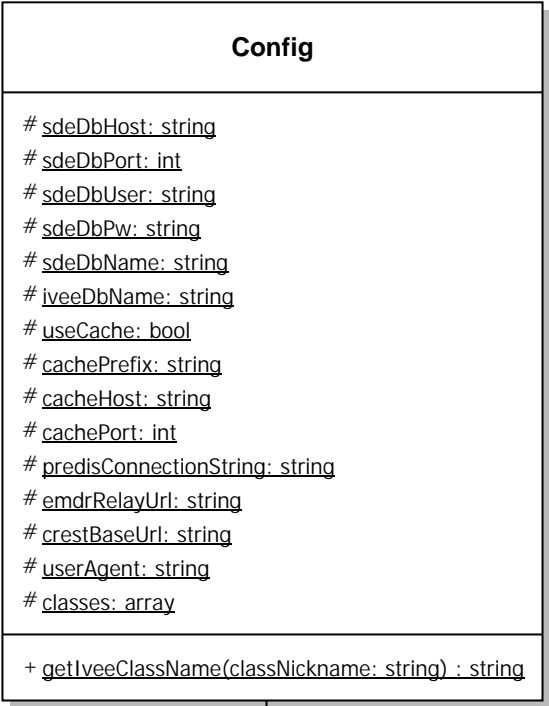 Config
# sdeDbHost: string
# sdeDbPort: int
# sdeDbUser: string
# sdeDbPw: string
# sdeDbName: string
# iveeDbName: string
# useCache: bool
# cachePrefix: string
# cacheHost: string
# cachePort: int
# predisConnectionString: string
# emdrRelayUrl: string
# crestBaseUrl: string
# userAgent: string
# classes: array
+ getIveeClassName(classNickname: string) : string